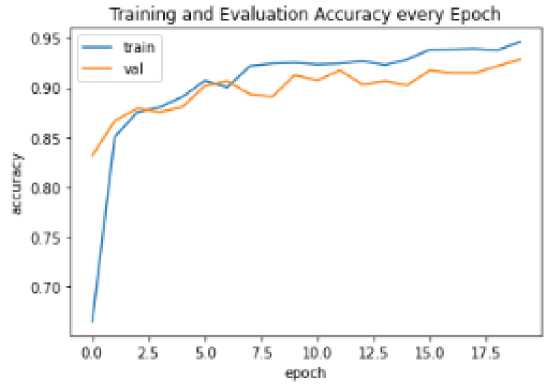 Training and Evaluation Accuracy every Epoch
train
val
accuracy
0.95
0.90
0.85
0.80
0.75
0.70
0.0 2.5 5.0 7.5 10.0 12.5 15.0 17.5
epoch